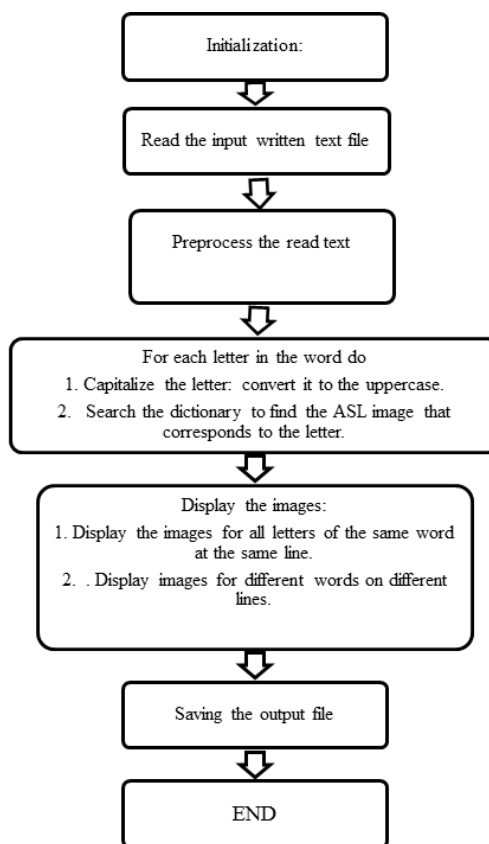 Initialization:
Read the input written text file
Preprocess the read text
For each letter in the word do
1. Capitalize the letter: convert it to the uppercase.
2. Search the dictionary to find the ASL image that
corresponds to the letter.
Display the images:
1. Display the images for all letters of the same word
at the same line.
2. . Display images for different words on different
lines.
Saving the output file
END